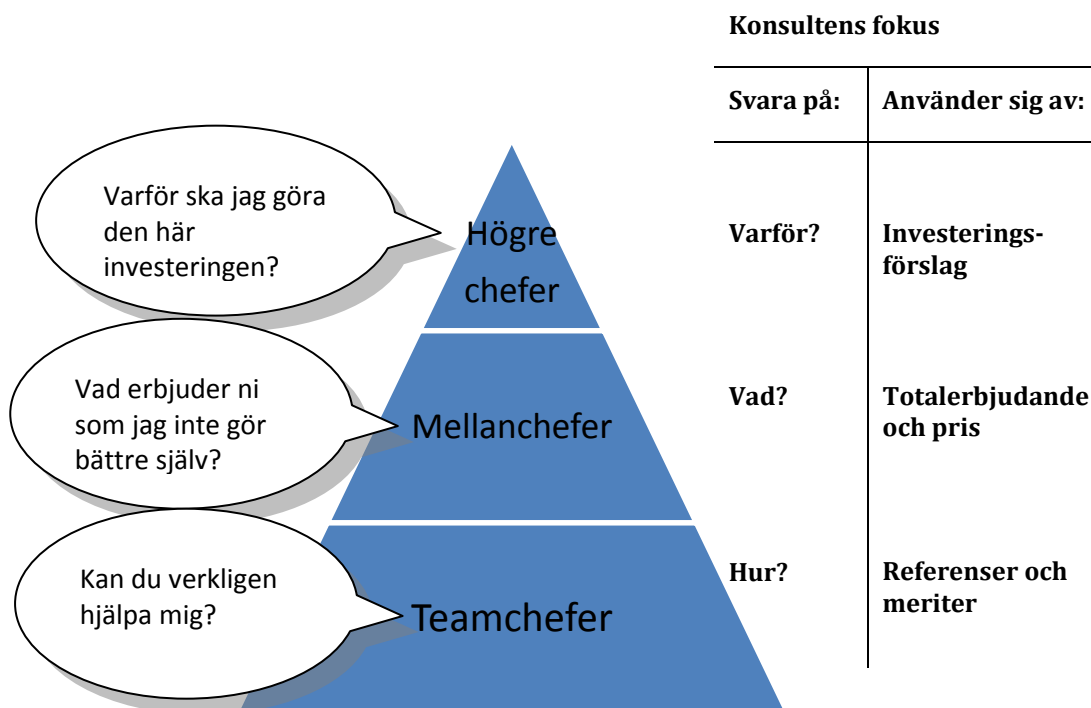 Konsultens fokus
Svara på:
Använder sig av:
Varför ska jag göra
den här
investeringen?
Högre
chefer
Varför?
Investerings-
förslag
Vad erbjuder ni
som jag inte gör
bättre själv?
Mellanchefer
Vad?
Totalerbjudande
och pris
Kan du verkligen
hjälpa mig?
Teamchefer
Hur?
Referenser och
meriter